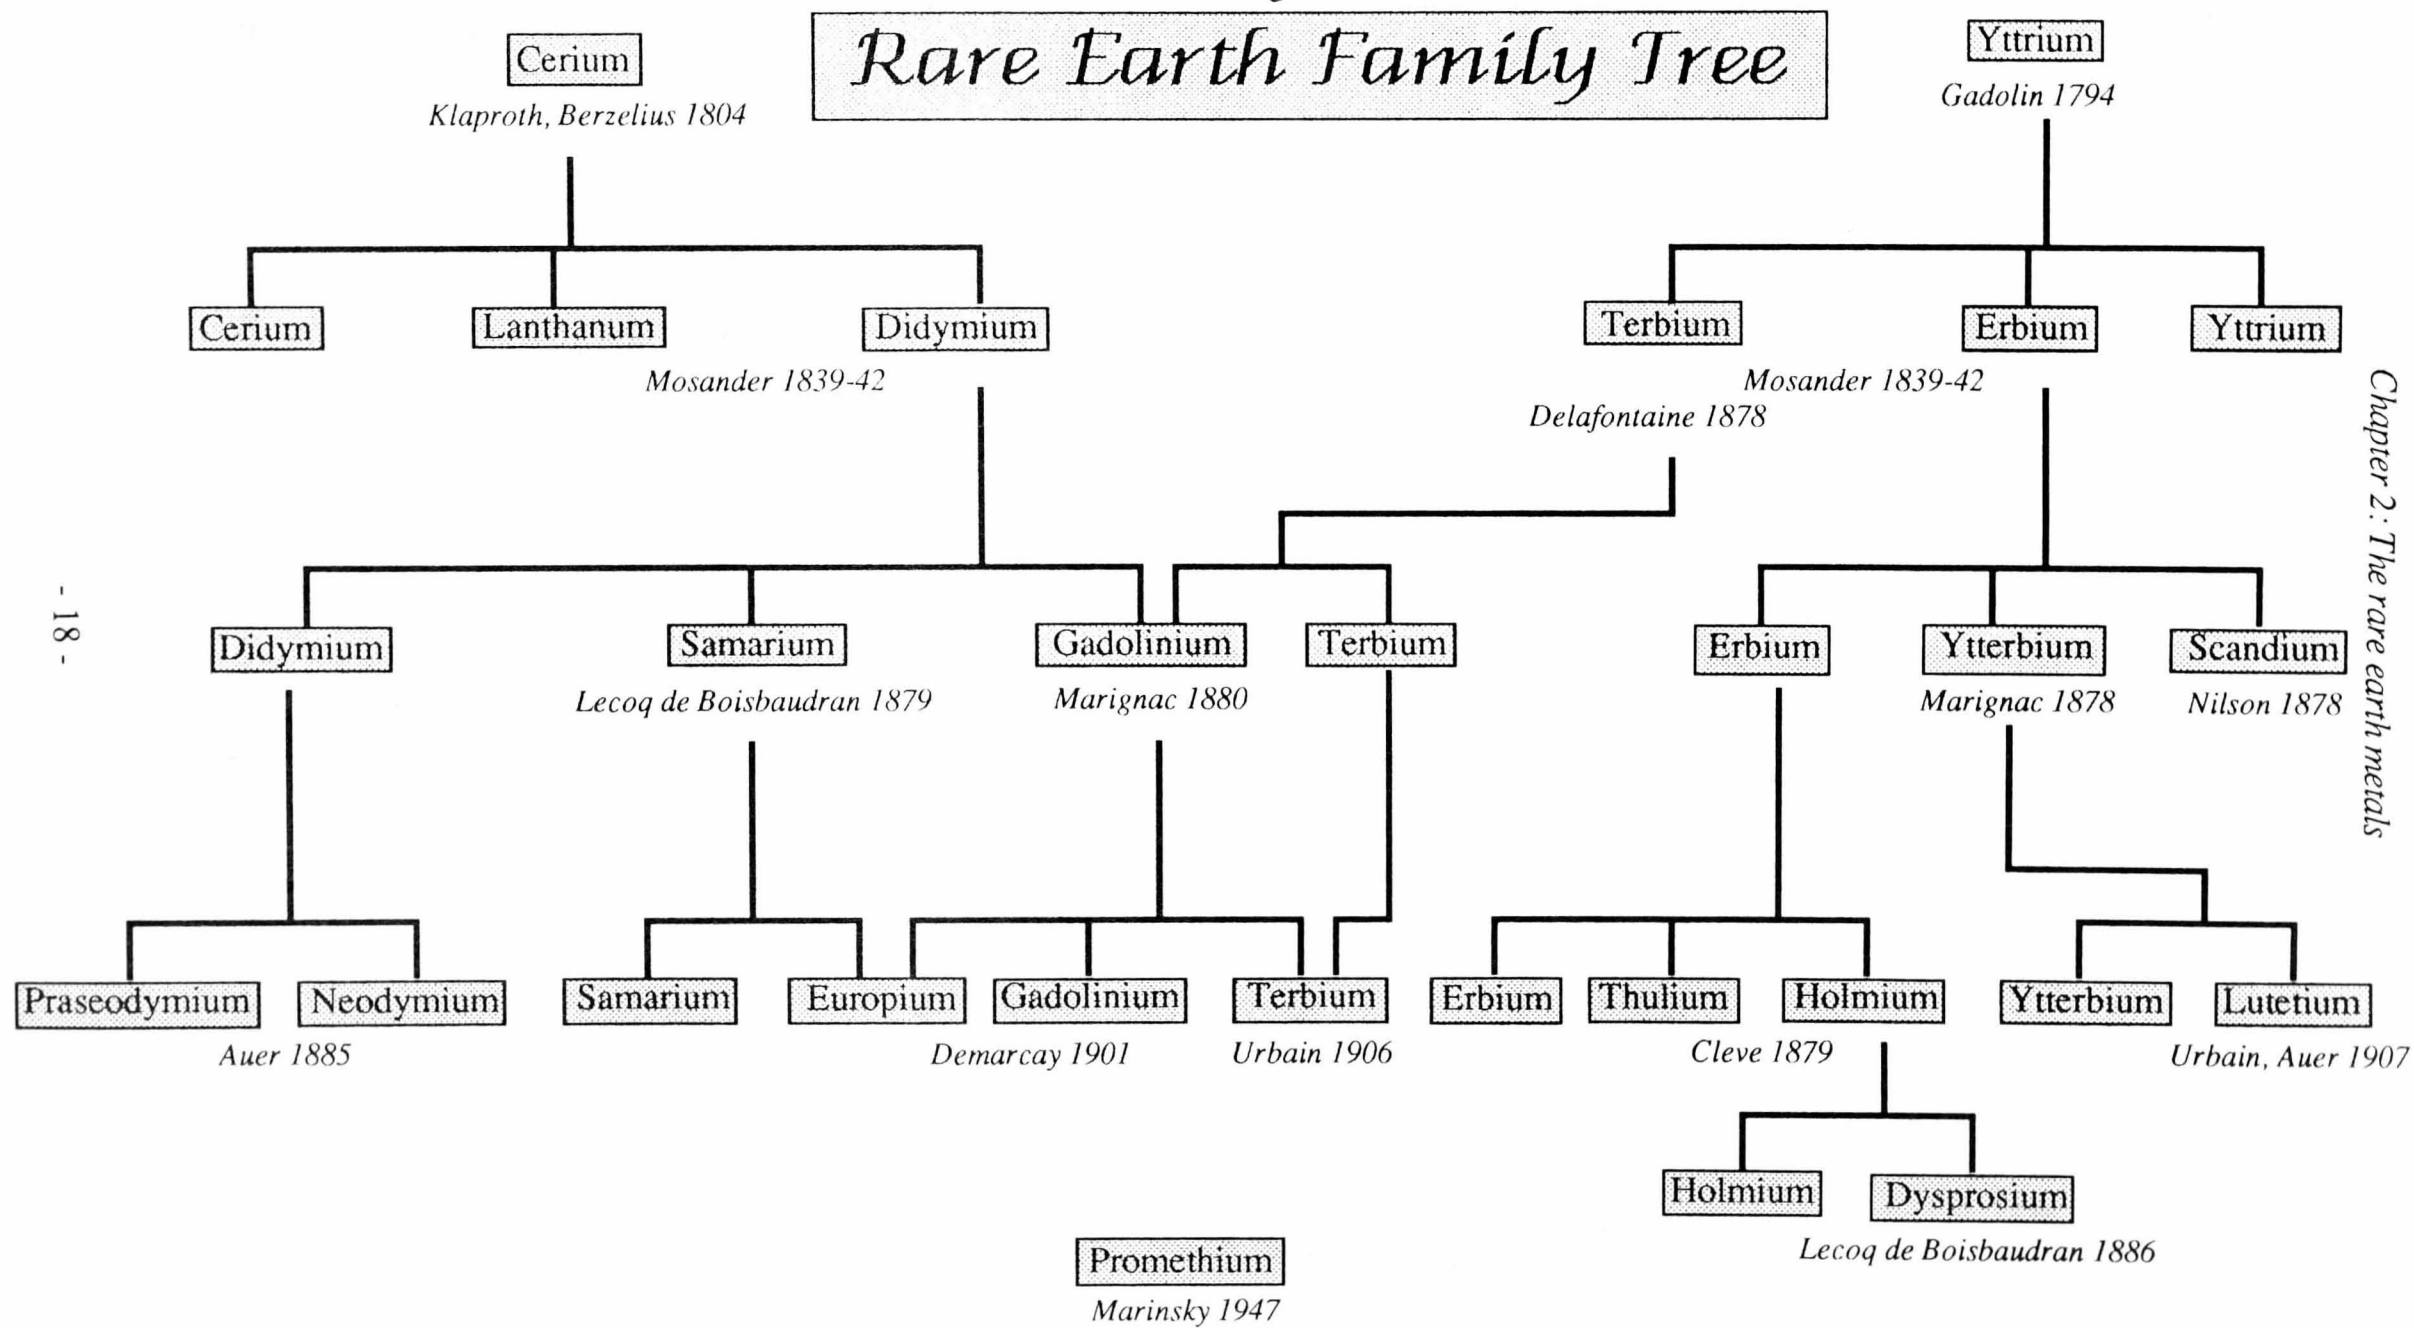 Rare Earth Family Tree
Cerium
Klaproth, Berzelius 1804
Yttrium
Gadolin 1794
Cerium
Lanthanum
Didymium
Mosander 1839-42
Terbium
Erbium
Yttrium
Mosander 1839-42
Delafontaine 1878
Didymium
Samarium
Lecoq de Boisbaudran 1879
Gadolinium
Marignac 1880
Terbium
Erbium
Ytterbium
Marignac 1878
Scandium
Nilson 1878
Praseodymium
Neodymium
Auer 1885
Samarium
Europium
Gadolinium
Demarcay 1901
Terbium
Urbain 1906
Erbium
Thulium
Holmium
Cleve 1879
Ytterbium
Lutetium
Urbain, Auer 1907
Holmium
Dysprosium
Lecoq de Boisbaudran 1886
Promethium
Marinsky 1947
- 18 -
Chapter 2: The rare earth metals